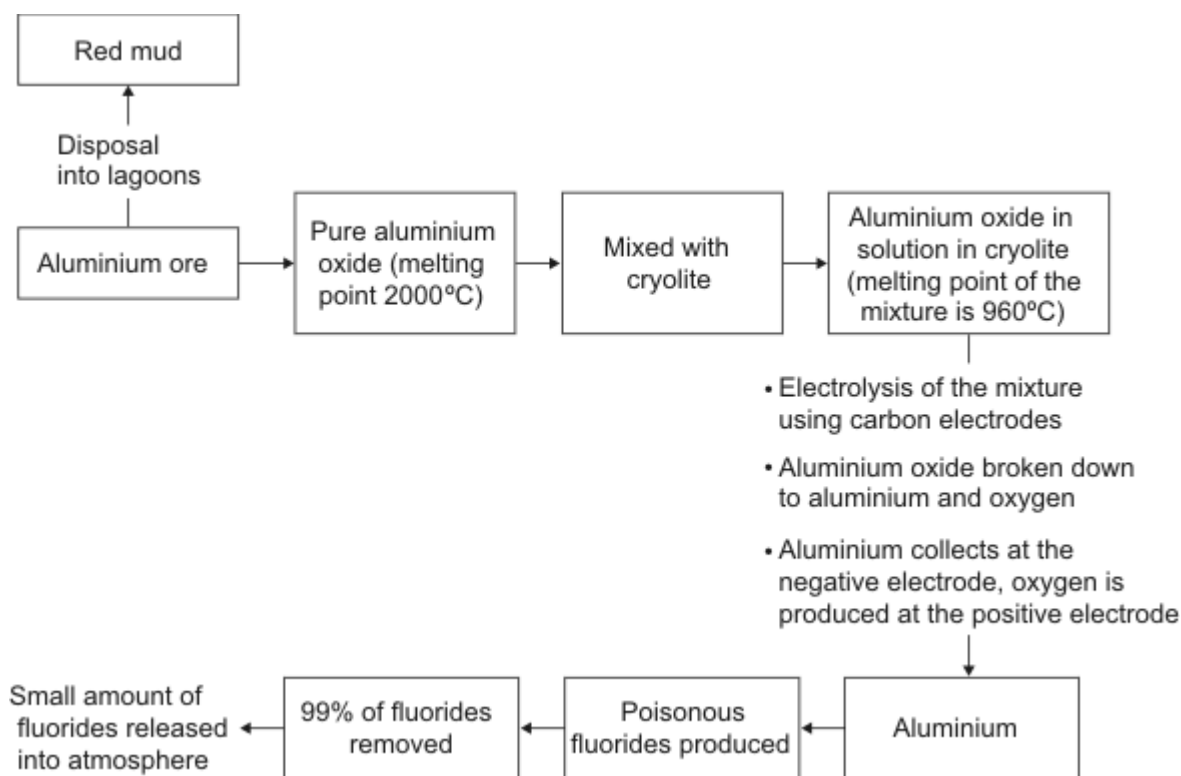 Red mud
Disposal
into lagoons
Aluminium ore
Pure aluminium
oxide (melting
point 2000ºC)
Mixed with
cryolite
Aluminium oxide in
solution in cryolite
(melting point of the
mixture is 960ºC)
• Electrolysis of the mixture
using carbon electrodes
• Aluminium oxide broken down
to aluminium and oxygen
• Aluminium collects at the
negative electrode, oxygen is
produced at the positive electrode
Aluminium
Poisonous
fluorides produced
99% of fluorides
removed
Small amount of
fluorides released
into atmosphere